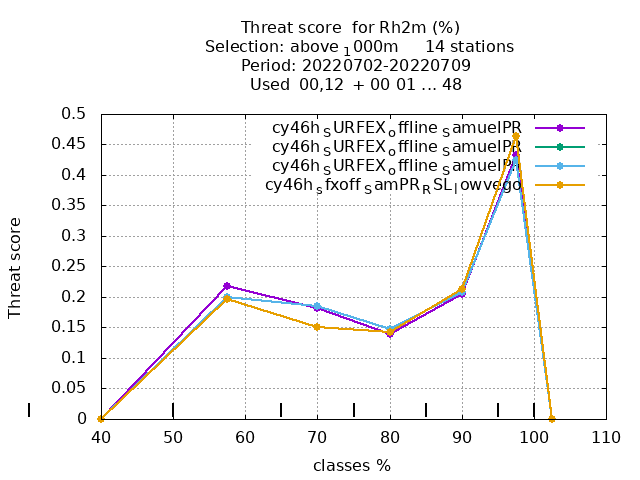 Threat score for Rh2m (%)
Selection: above 1000m 14 stations
Period: 20220702-20220709
Used 00,12 + 00 01 ... 48
cy46h_SURFEX_offline_SamuelPR
cy46h_SURFEX_offline_SamuelPR
cy46h_SURFEX_offline_SamuelPR
cy46h_sfxoff_SamPR_RSL_lowvego
0.5
0.45
0.4
0.35
0.3
0.25
0.2
0.15
0.1
0.05
0
Threat score
40 50 60 70 80 90 100 110
classes %